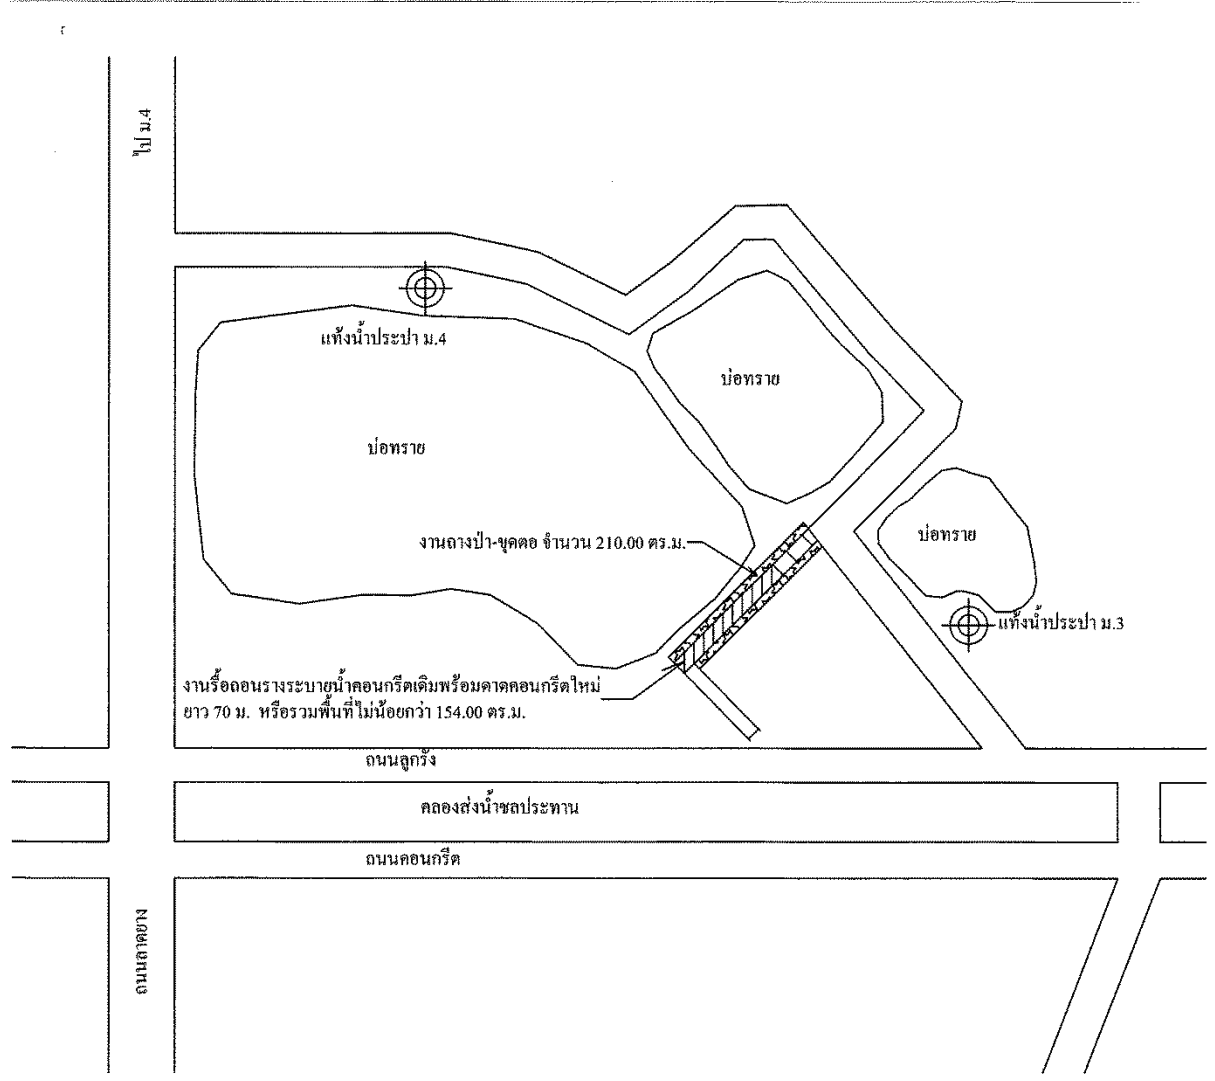 ไป ม.4
แท้งน้ำประปา ม.4
บ่อทราย
บ่อทราย
งานถางป่า-ขุดตอ จำนวน 210.00 ตร.ม.
บ่อทราย
แท้งน้ำประปา ม.3
งานรื้อถอนรางระบายน้ำคอนกรีตเดิมพร้อมดาดคอนกรีตใหม่
ยาว 70 ม. หรือรวมพื้นที่ไม่น้อยกว่า 154.00 ตร.ม.
ถนนลูกรัง
คลองส่งน้ำชลประทาน
ถนนคอนกรีต
ถนนลาดยาง